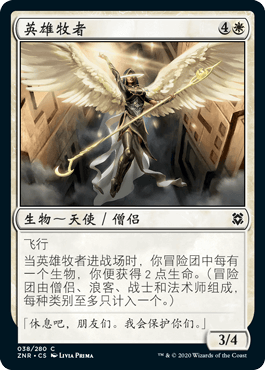 英雄牧者 4
生物～天使／僧侣
飞行
当英雄牧者进战场时，你冒险团中每有
一个生物，你便获得2点生命。（冒险
团由僧侣、浪客、战士和法术师组成，
每种类别至多只计入一个。）
「休息吧，朋友们。我会保护你们。」
3/4
038/280 C
ZNR • CS LIVIA PRIMA
™ & © 2020 Wizards of the Coast